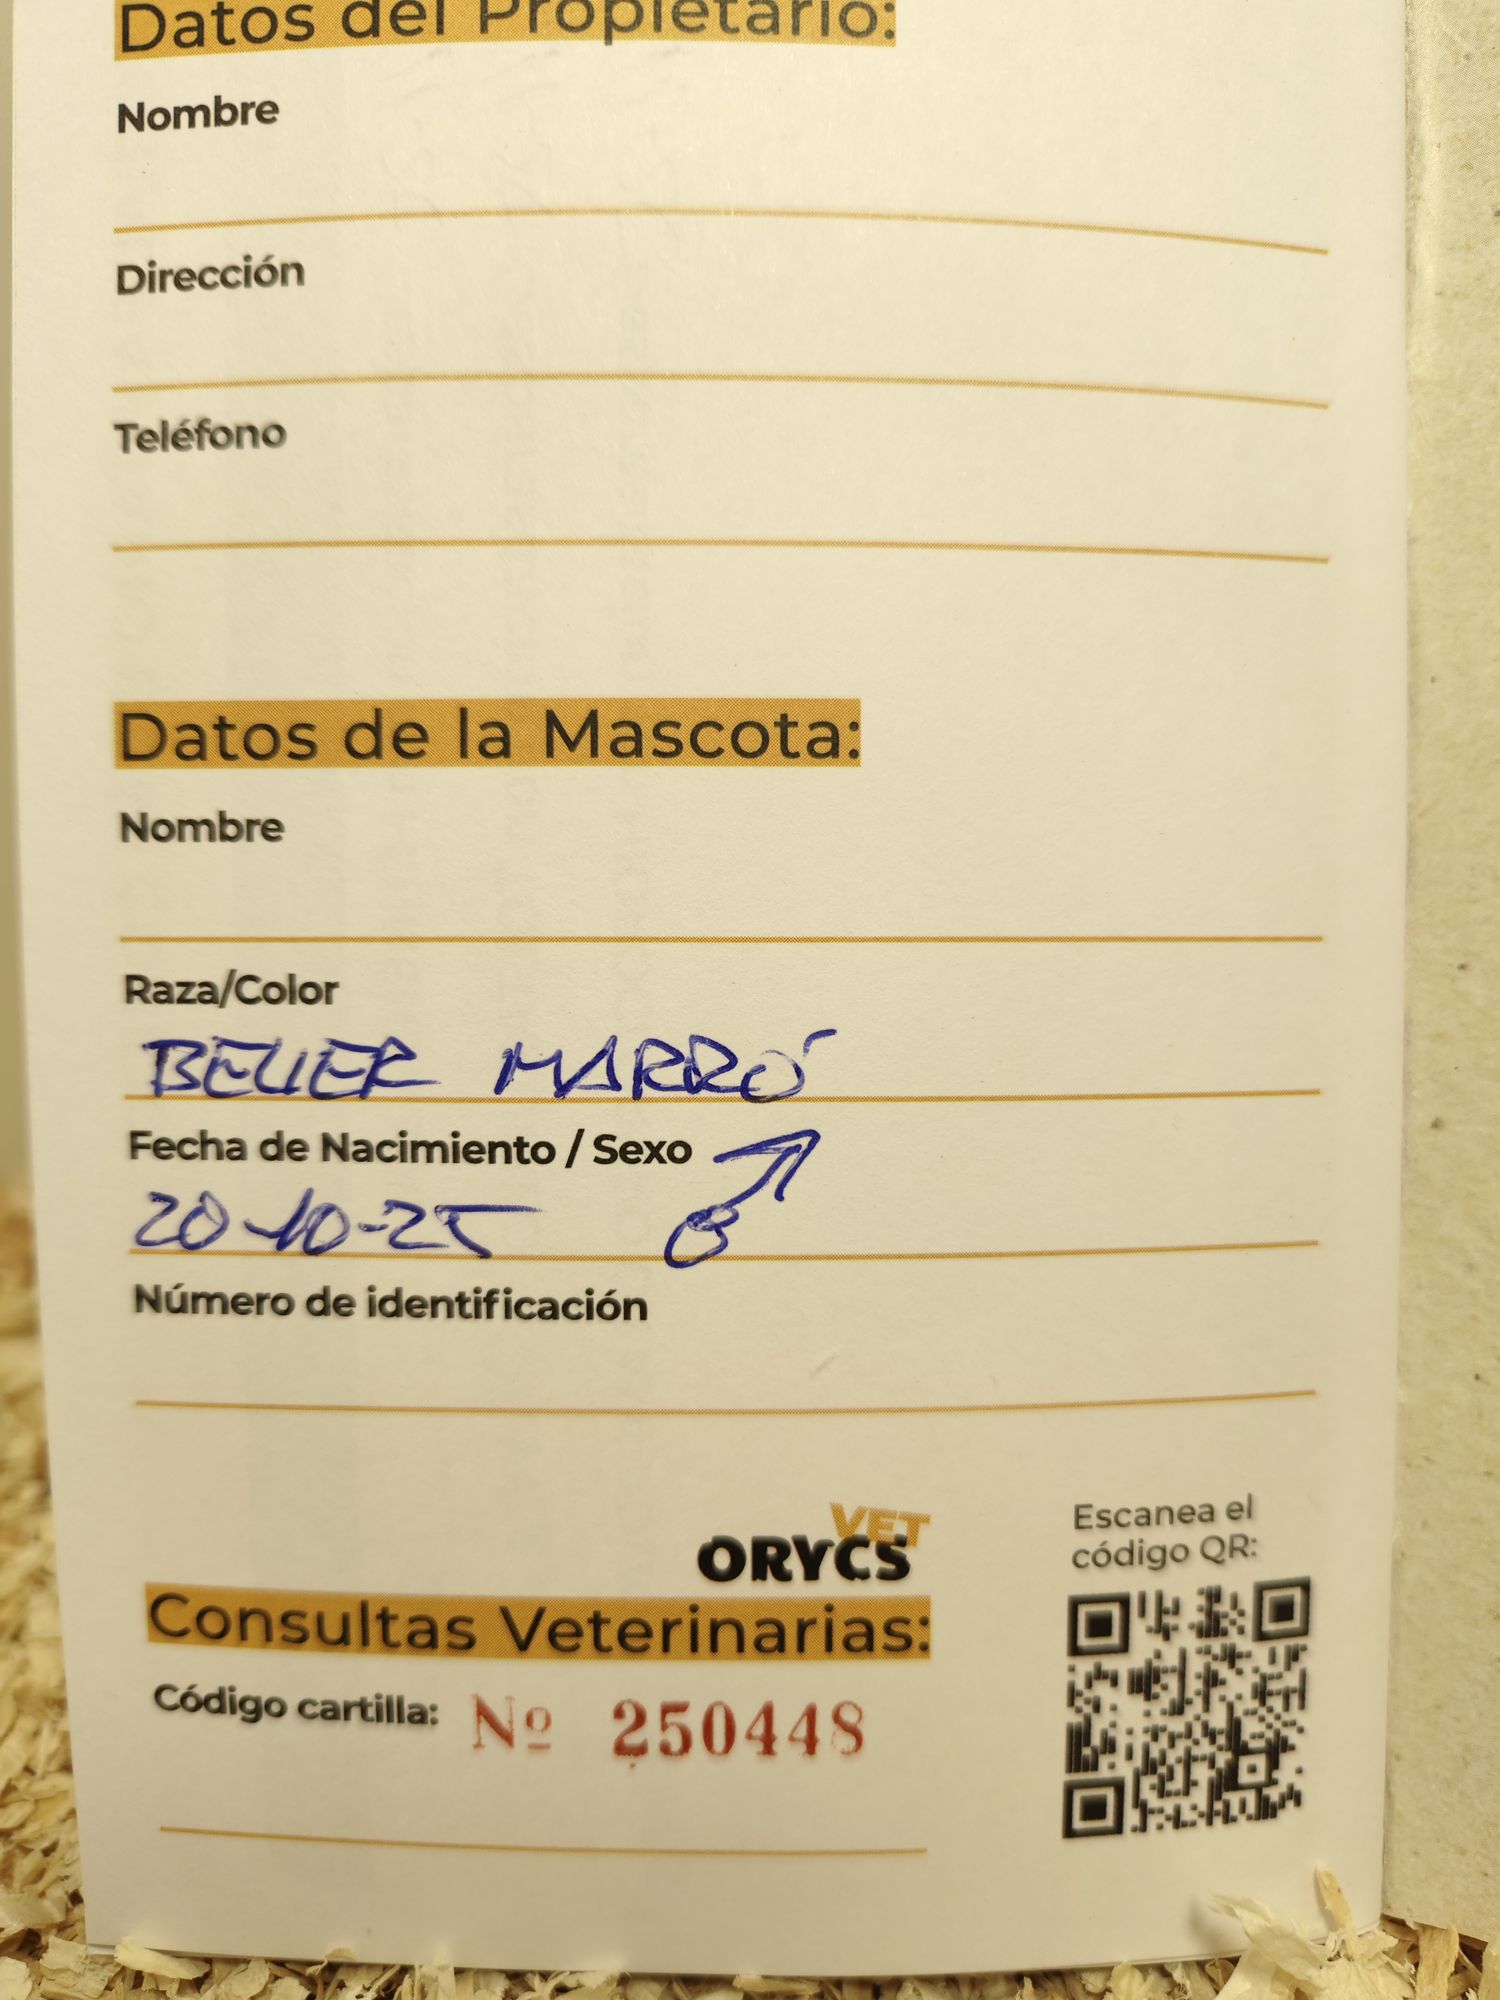 Datos del Propietario:
Nombre
Dirección
Teléfono
Datos de la Mascota:
Nombre
Raza/Color
BELIER MARRÓ
Fecha de Nacimiento / Sexo
20-10-25 ♂
Número de identificación
VET
ORYCS
Consultas Veterinarias:
Código cartilla: Nº 250448
Escanea el
código QR: